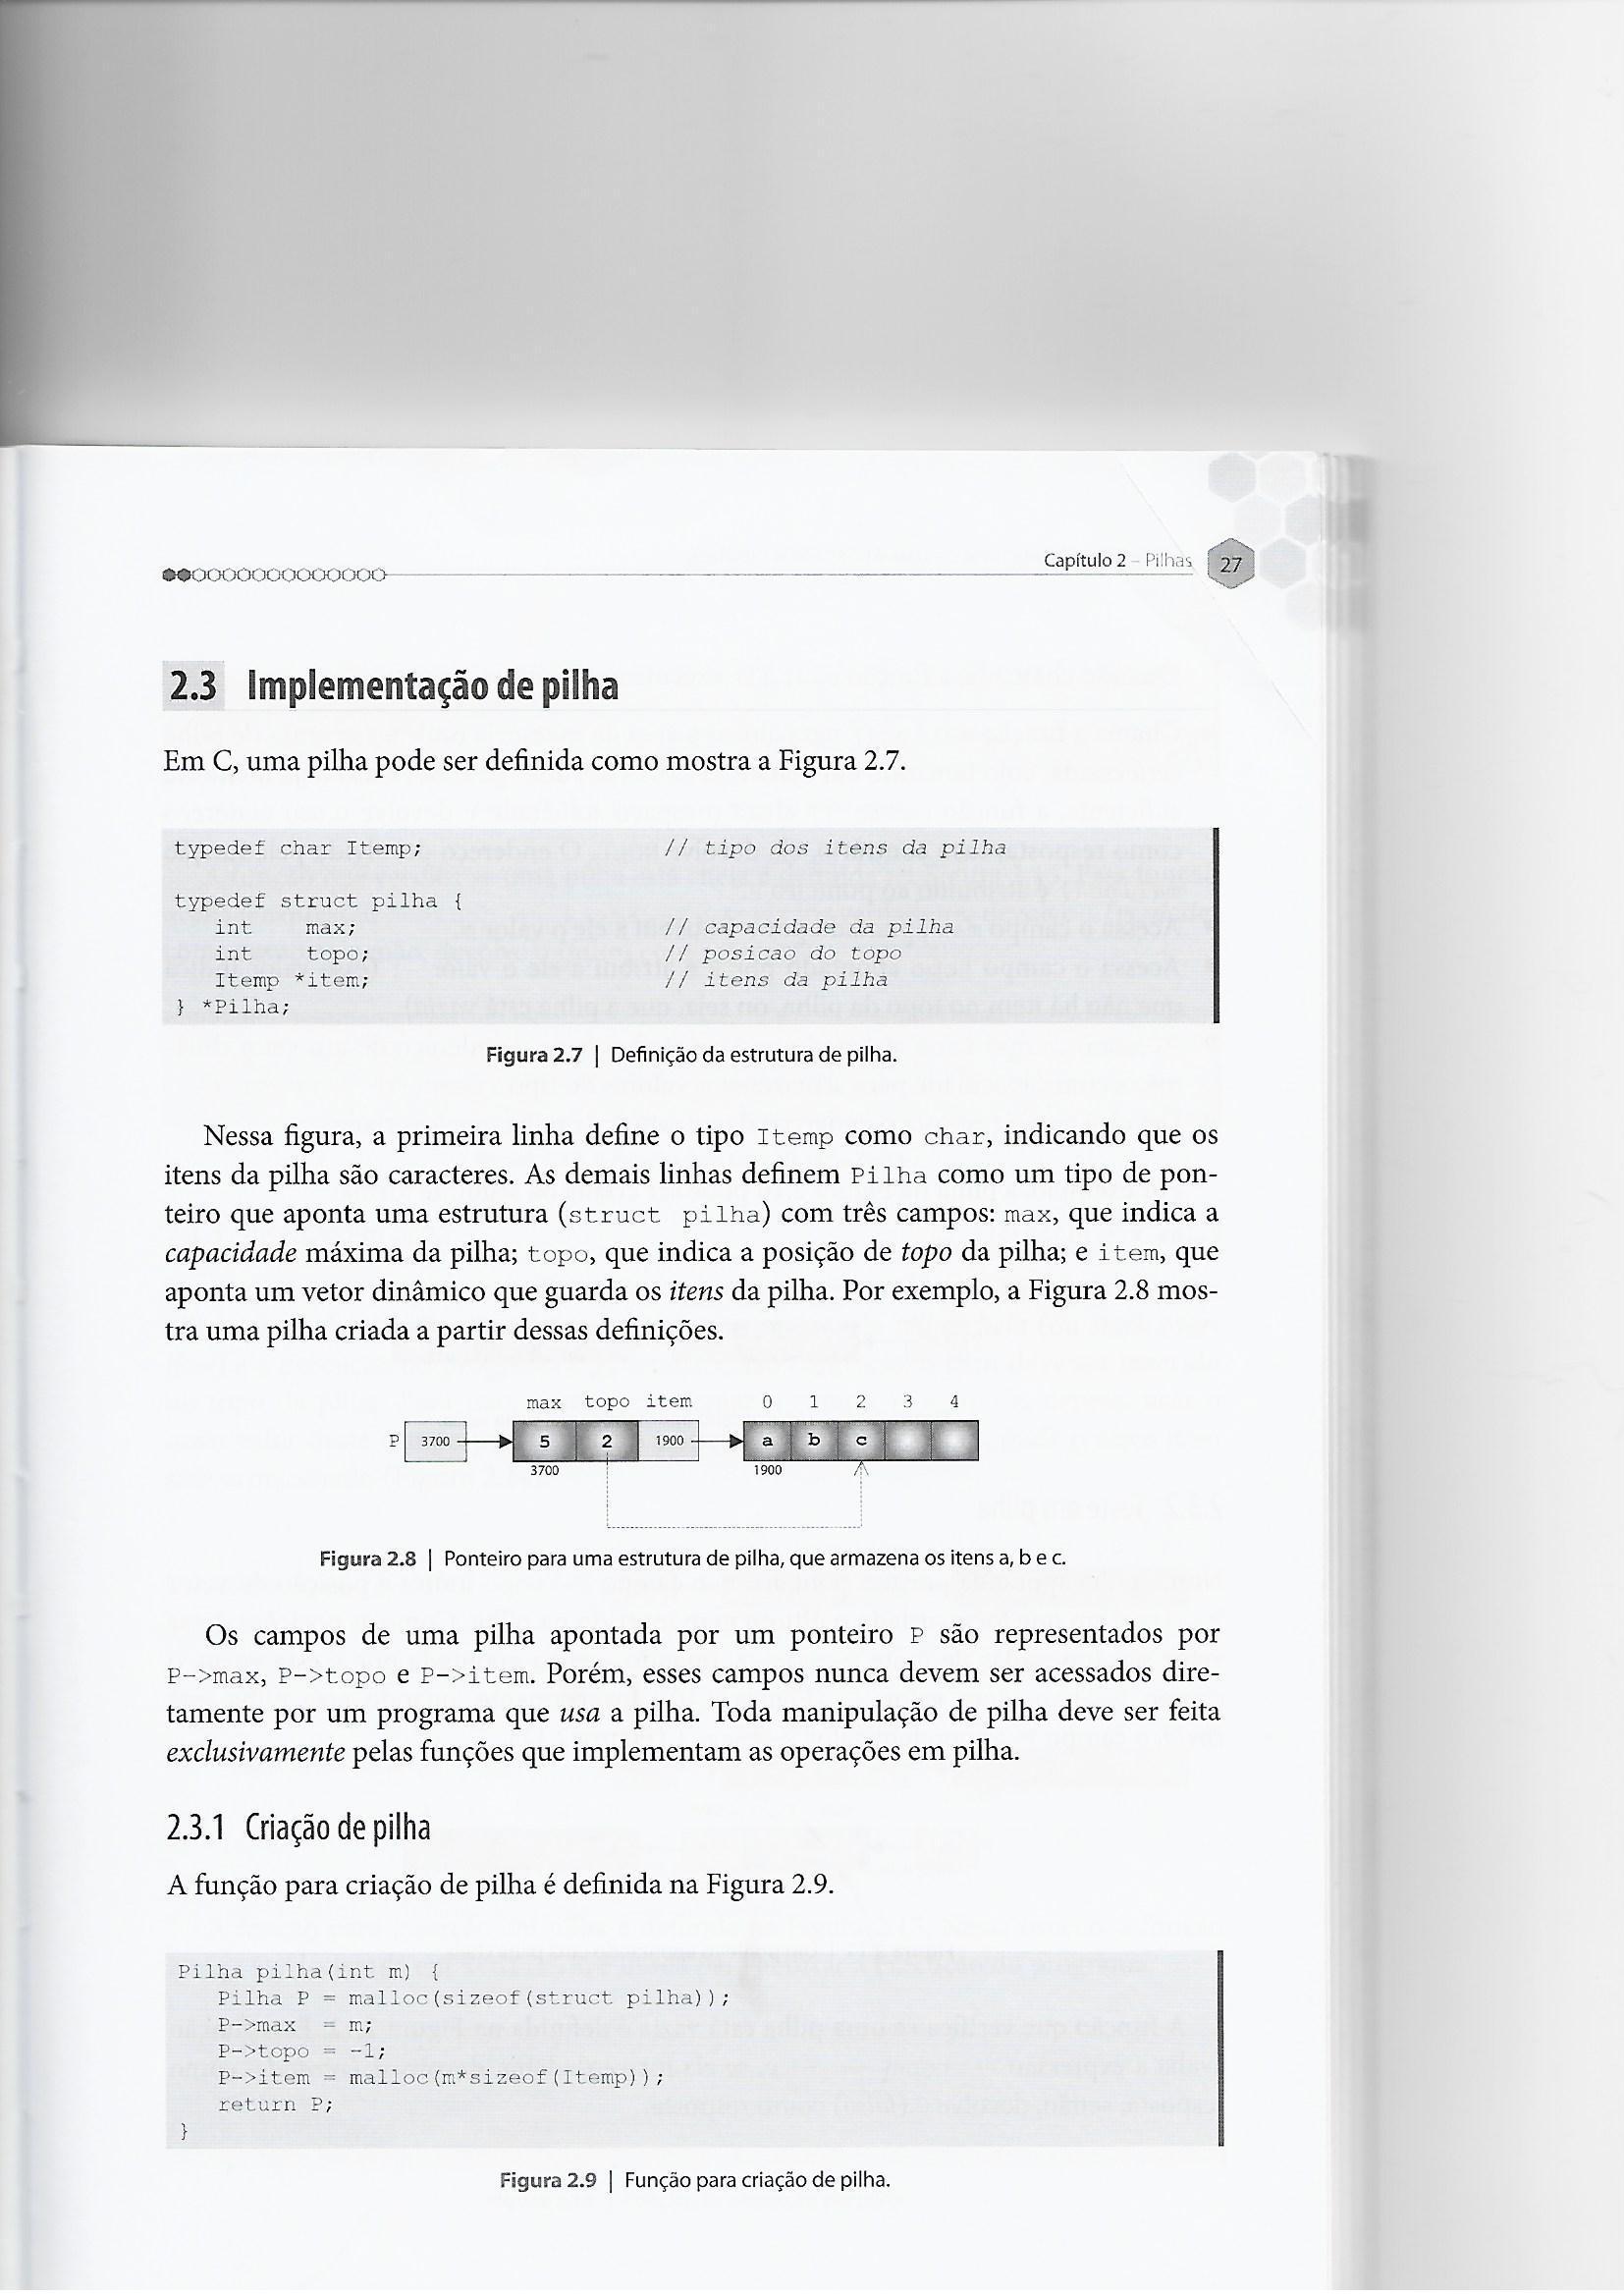 Capítulo 2 – Pilhas 27
2.3 Implementação de pilha
Em C, uma pilha pode ser definida como mostra a Figura 2.7.
typedef char Itemp; // tipo dos itens da pilha
typedef struct pilha {
int max; // capacidade da pilha
int topo; // posicao do topo
Itemp *item; // itens da pilha
} *Pilha;
Figura 2.7 | Definição da estrutura de pilha.
Nessa figura, a primeira linha define o tipo Itemp como char, indicando que os
itens da pilha são caracteres. As demais linhas definem Pilha como um tipo de pon-
teiro que aponta uma estrutura (struct pilha) com três campos: max, que indica a
capacidade máxima da pilha; topo, que indica a posição de topo da pilha; e item, que
aponta um vetor dinâmico que guarda os itens da pilha. Por exemplo, a Figura 2.8 mos-
tra uma pilha criada a partir dessas definições.
max topo item 0 1 2 3 4
P 3700 5 2 1900 a b c
3700 1900
Figura 2.8 | Ponteiro para uma estrutura de pilha, que armazena os itens a, b e c.
Os campos de uma pilha apontada por um ponteiro P são representados por
P->max, P->topo e P->item. Porém, esses campos nunca devem ser acessados dire-
tamente por um programa que usa a pilha. Toda manipulação de pilha deve ser feita
exclusivamente pelas funções que implementam as operações em pilha.
2.3.1 Criação de pilha
A função para criação de pilha é definida na Figura 2.9.
Pilha pilha(int m) {
Pilha P = malloc(sizeof(struct pilha));
P->max = m;
P->topo = -1;
P->item = malloc(m*sizeof(Itemp));
return P;
}
Figura 2.9 | Função para criação de pilha.